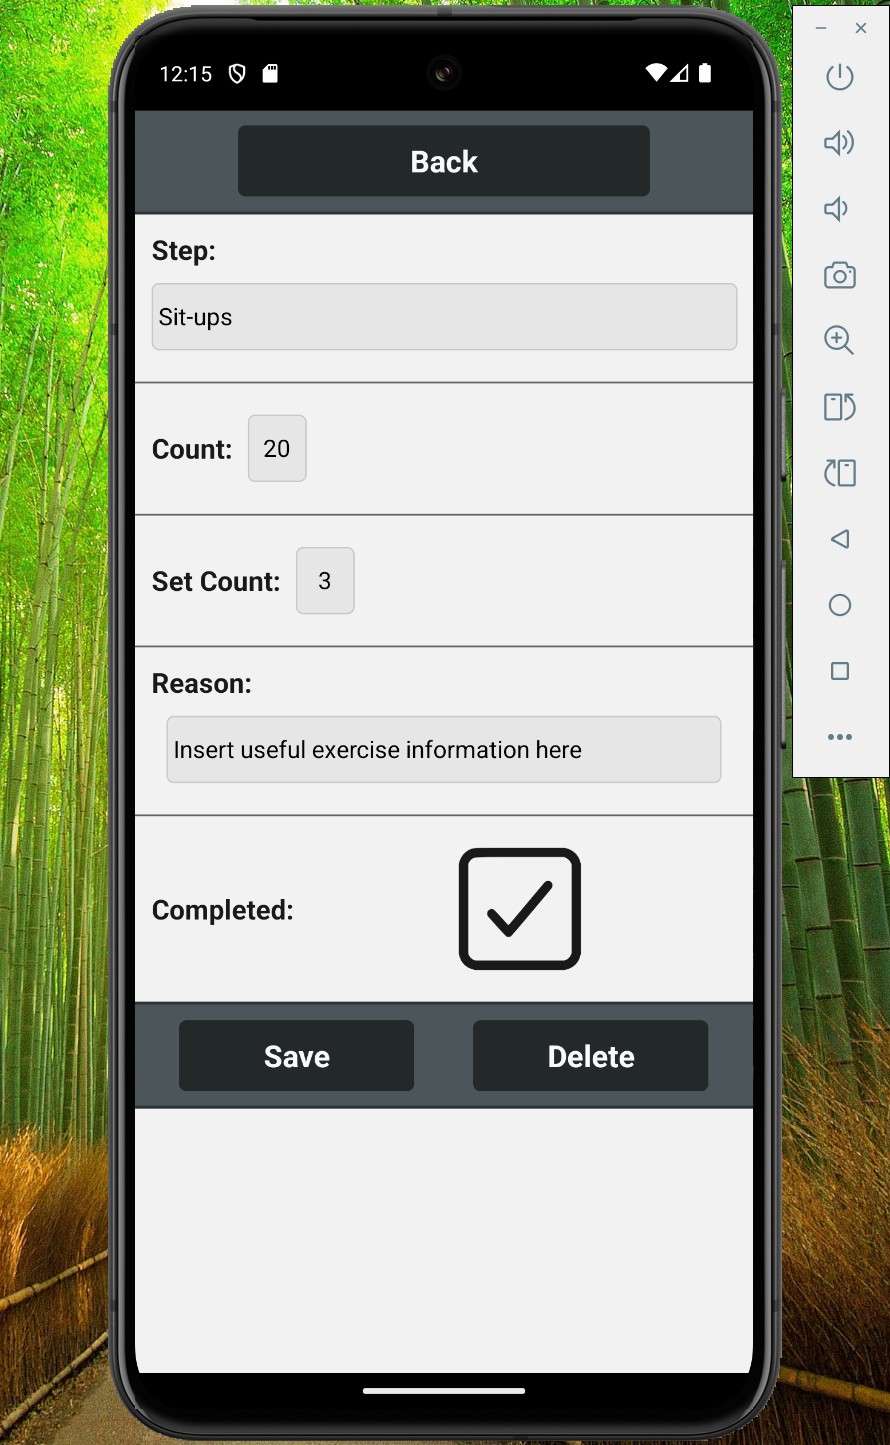 12:15
Back
Step:
Sit-ups
Count: 20
Set Count: 3
Reason:
Insert useful exercise information here
Completed:
Save Delete